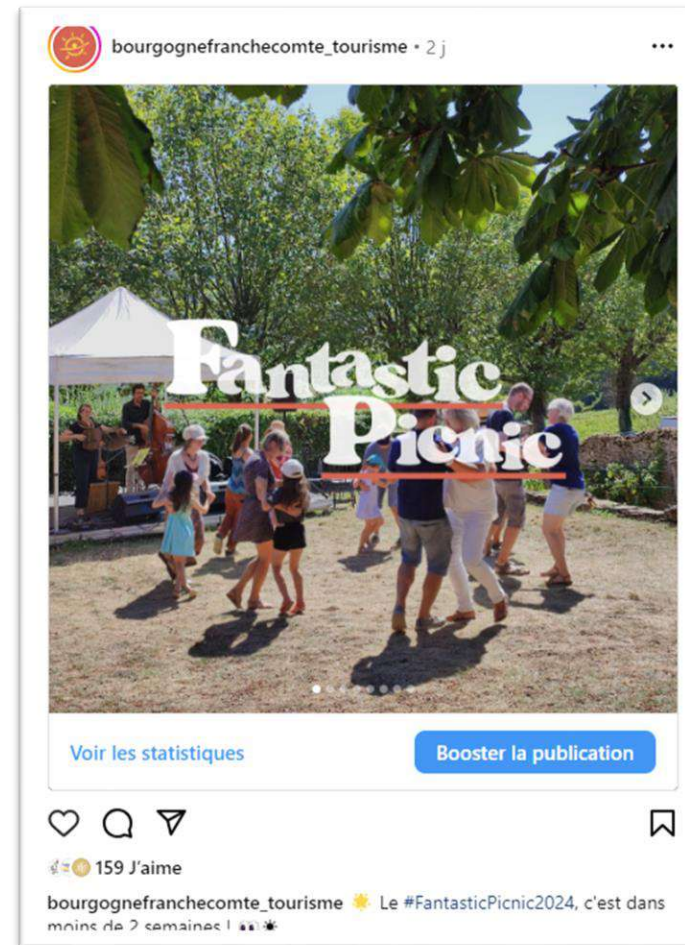 bourgognefranchecomte_tourisme • 2 j
Fantastic
Picnic
Voir les statistiques
Booster la publication
159 J'aime
bourgognefranchecomte_tourisme 🌟 Le #FantasticPicnic2024, c'est dans
moins de 2 semaines ! 👀 ☀